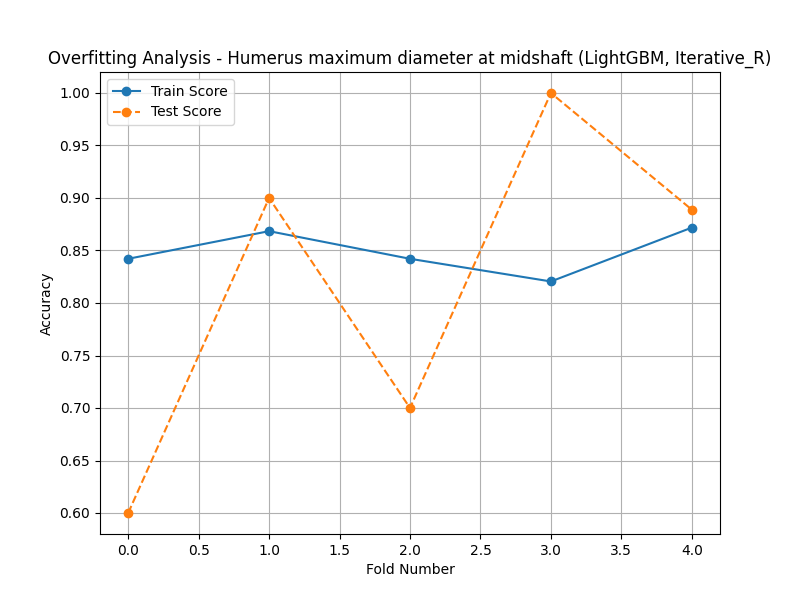 Overfitting Analysis - Humerus maximum diameter at midshaft (LightGBM, Iterative_R)
Train Score
Test Score
1.00
0.95
0.90
0.85
0.80
0.75
0.70
0.65
0.60
Accuracy
0.0 0.5 1.0 1.5 2.0 2.5 3.0 3.5 4.0
Fold Number